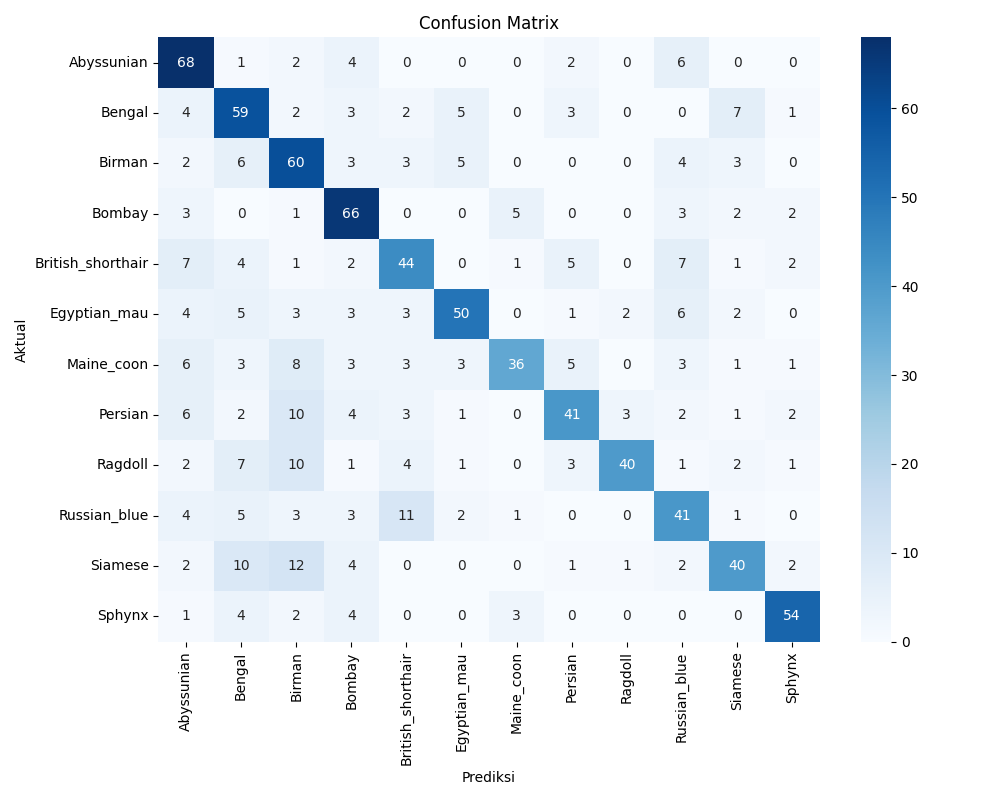 Confusion Matrix
Aktual
Abyssunian 68 1 2 4 0 0 0 2 0 6 0 0
Bengal 4 59 2 3 2 5 0 3 0 0 7 1
Birman 2 6 60 3 3 5 0 0 0 4 3 0
Bombay 3 0 1 66 0 0 5 0 0 3 2 2
British_shorthair 7 4 1 2 44 0 1 5 0 7 1 2
Egyptian_mau 4 5 3 3 3 50 0 1 2 6 2 0
Maine_coon 6 3 8 3 3 3 36 5 0 3 1 1
Persian 6 2 10 4 3 1 0 41 3 2 1 2
Ragdoll 2 7 10 1 4 1 0 3 40 1 2 1
Russian_blue 4 5 3 3 11 2 1 0 0 41 1 0
Siamese 2 10 12 4 0 0 0 1 1 2 40 2
Sphynx 1 4 2 4 0 0 3 0 0 0 0 54
Abyssunian
Bengal
Birman
Bombay
British_shorthair
Egyptian_mau
Maine_coon
Persian
Ragdoll
Russian_blue
Siamese
Sphynx
Prediksi
60
50
40
30
20
10
0